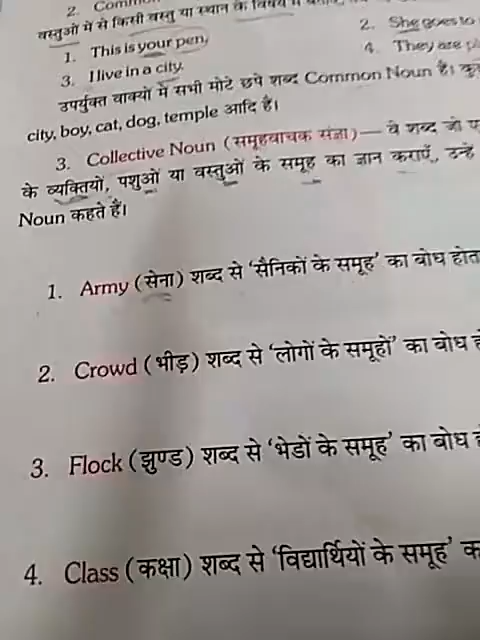 2. Common
वस्तुओं में से किसी वस्तु या स्थान के विषय में
1. This is your pen.
2. She goes to
3. I live in a city.
4. They are
उपर्युक्त वाक्यों में सभी मोटे छपे शब्द Common Noun हैं।
city, boy, cat, dog, temple आदि हैं।
3. Collective Noun (समूहवाचक संज्ञा)— वे शब्द जो
के व्यक्तियों, पशुओं या वस्तुओं के समूह का ज्ञान कराएँ, उन्हें
Noun कहते हैं।
1. Army (सेना) शब्द से 'सैनिकों के समूह' का बोध होत
2. Crowd (भीड़) शब्द से 'लोगों के समूहों' का बोध
3. Flock (झुण्ड) शब्द से 'भेडों के समूह' का बोध
4. Class (कक्षा) शब्द से 'विद्यार्थियों के समूह'